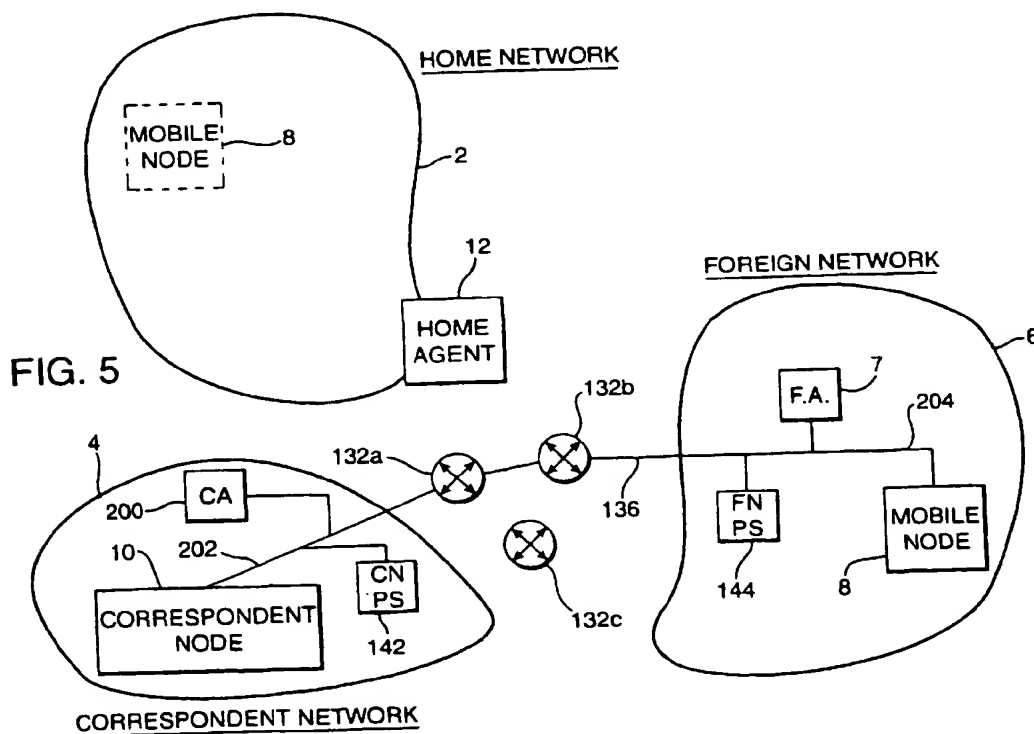 HOME NETWORK
MOBILE
NODE
8
2
12
HOME
AGENT
FOREIGN NETWORK
6
FIG. 5
7
F.A.
204
132b
132a
4
CA
200
136
FN
PS
144
MOBILE
NODE
8
202
10
CN
PS
142
132c
CORRESPONDENT
NODE
CORRESPONDENT NETWORK